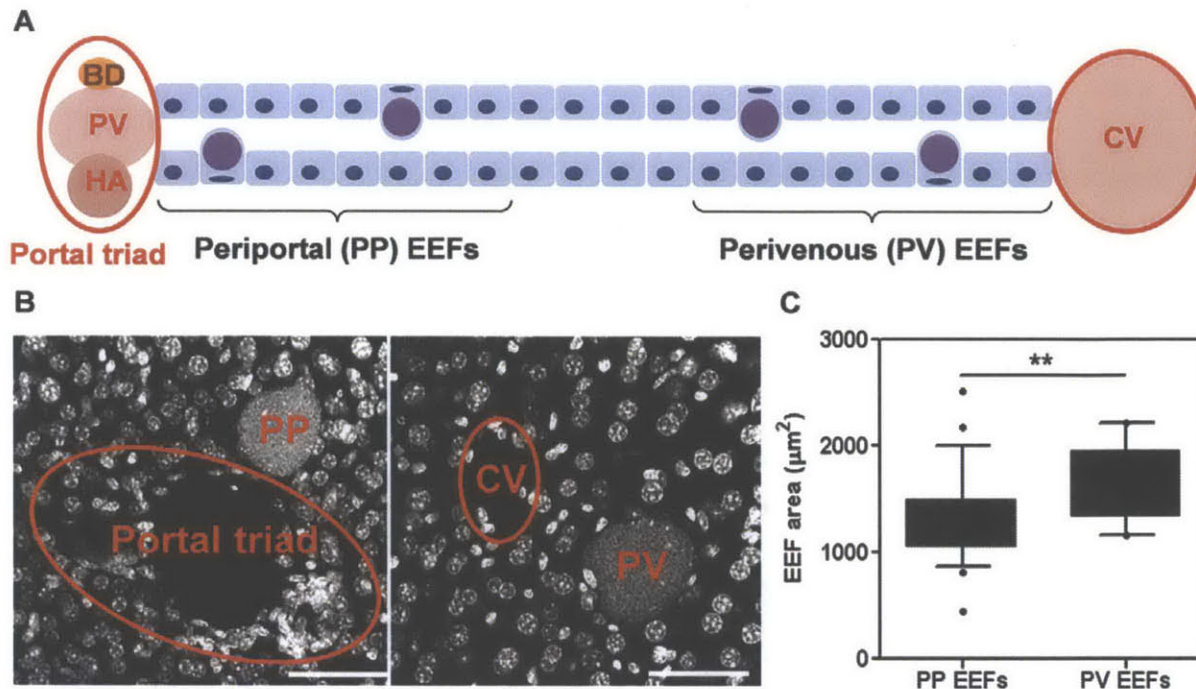 A
BD
PV
HA
CV
Portal triad
Periportal (PP) EEFs
Perivenous (PV) EEFs
B
PP
Portal triad
CV
PV
C
EEF area (µm²)
3000
2000
1000
0
**
PP EEFs
PV EEFs